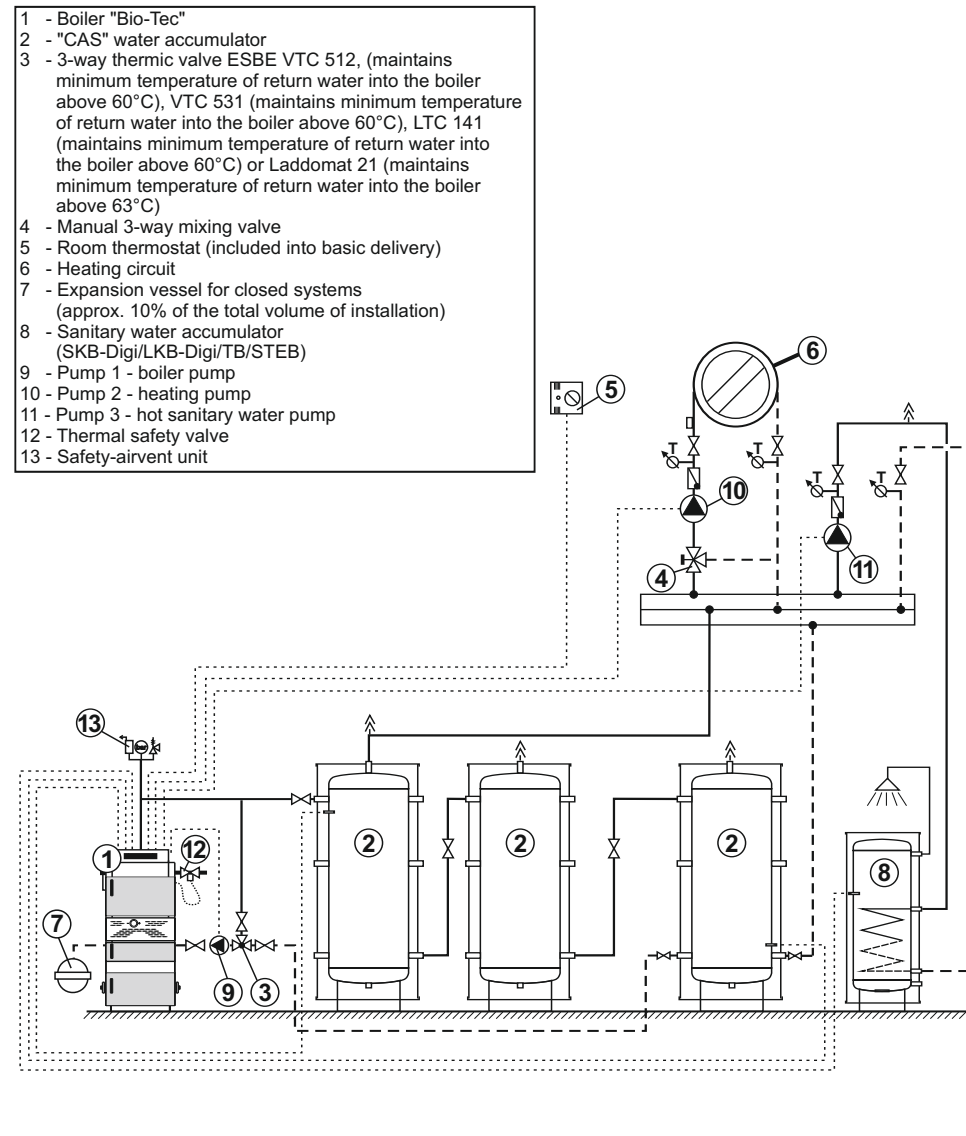 1 - Boiler "Bio-Tec"
2 - "CAS" water accumulator
3 - 3-way thermic valve ESBE VTC 512, (maintains
minimum temperature of return water into the boiler
above 60°C), VTC 531 (maintains minimum temperature
of return water into the boiler above 60°C), LTC 141
(maintains minimum temperature of return water into
the boiler above 60°C) or Laddomat 21 (maintains
minimum temperature of return water into the boiler
above 63°C)
4 - Manual 3-way mixing valve
5 - Room thermostat (included into basic delivery)
6 - Heating circuit
7 - Expansion vessel for closed systems
(approx. 10% of the total volume of installation)
8 - Sanitary water accumulator
(SKB-Digi/LKB-Digi/TB/STEB)
9 - Pump 1 - boiler pump
10 - Pump 2 - heating pump
11 - Pump 3 - hot sanitary water pump
12 - Thermal safety valve
13 - Safety-airvent unit
6
5
T T
10
T T
11
4
13
bar
2 2 2
1 12
8
7
9 3